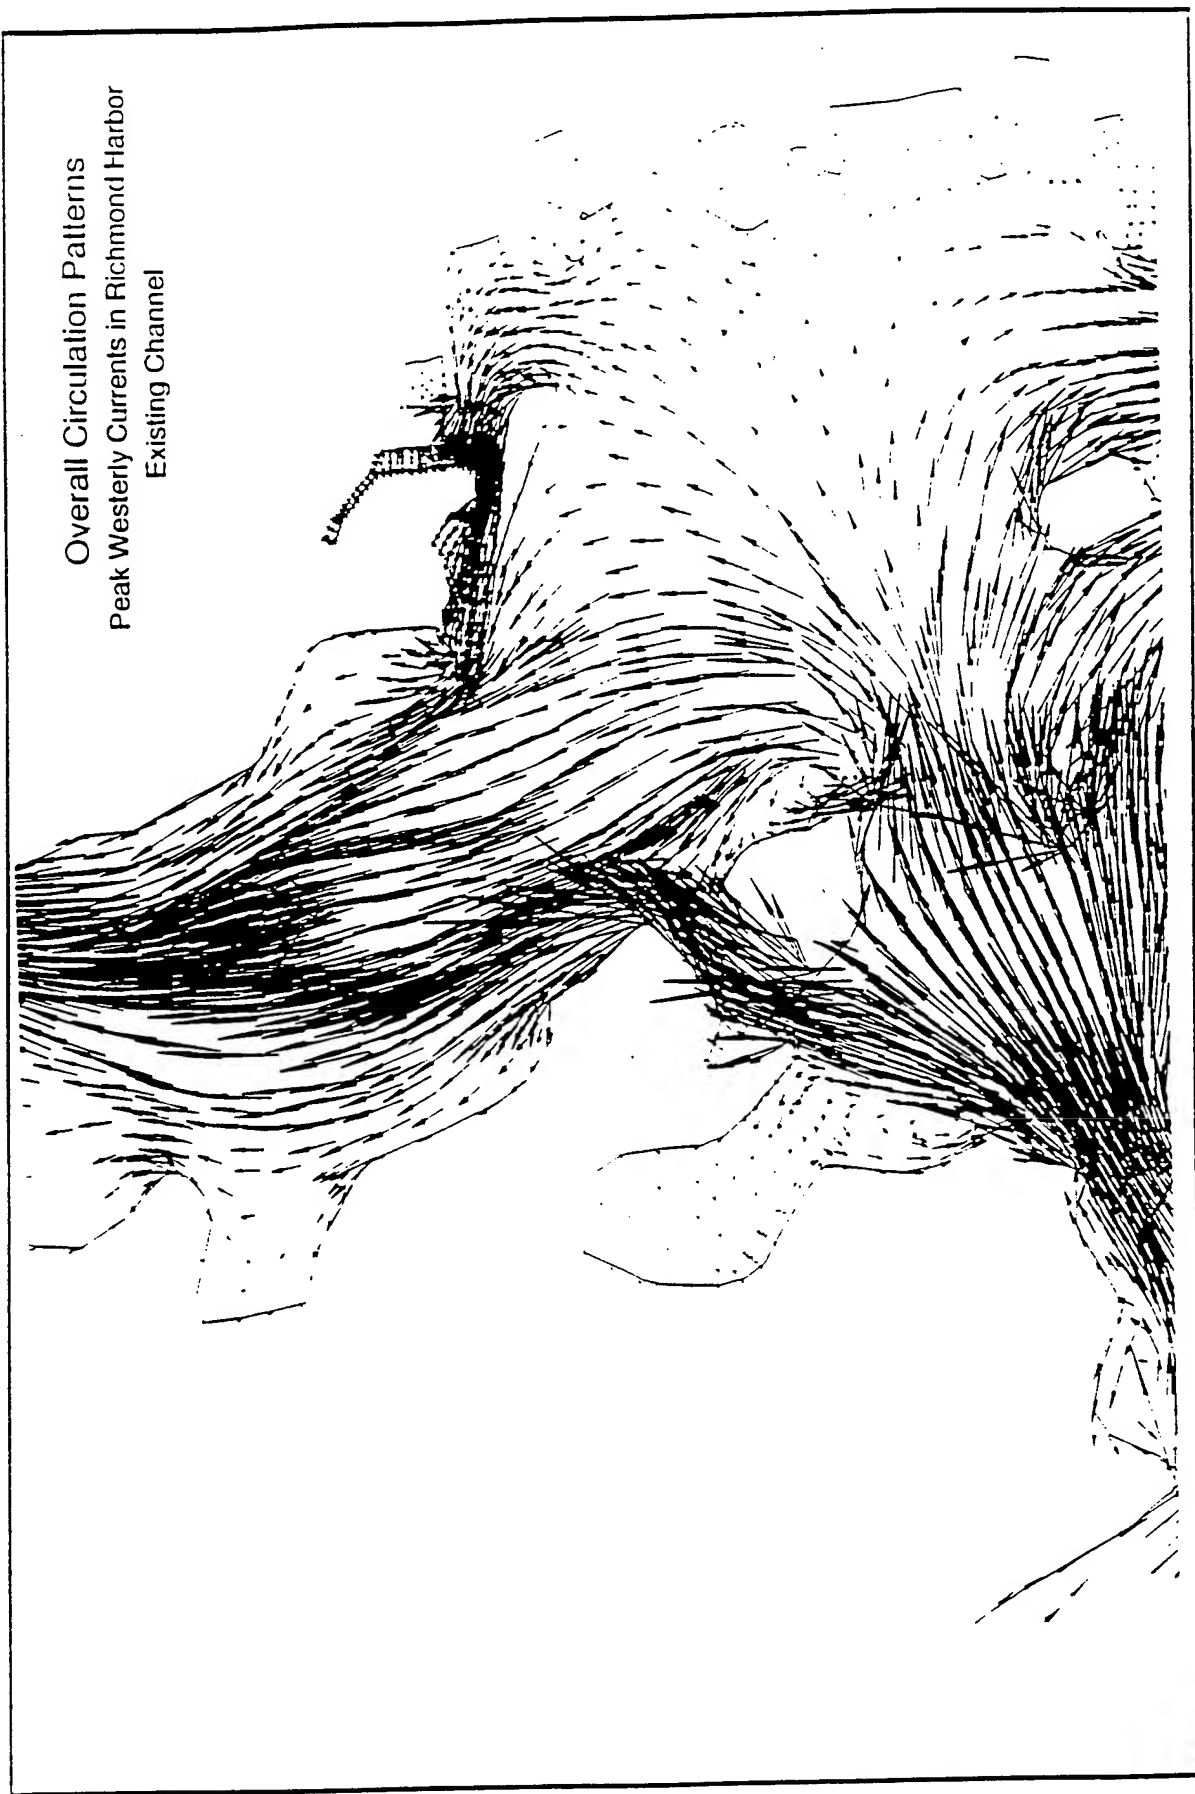 Overall Circulation Patterns
Peak Westerly Currents in Richmond Harbor
Existing Channel